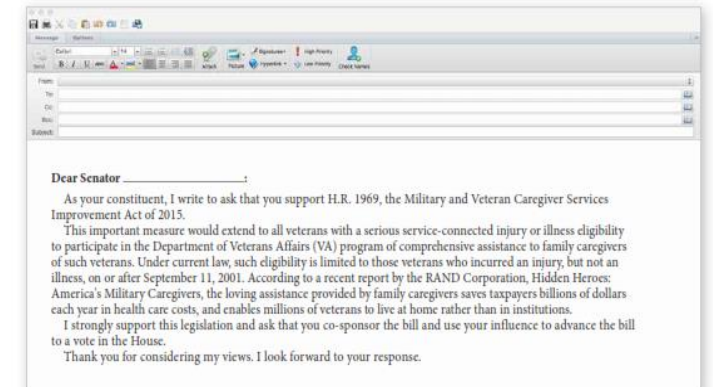 Message Options
Calibri 14
Signatures High Priority
Send B I U Attach Picture Hyperlink Low Priority Check Names
From:
To:
Cc:
Bcc:
Subject:
Dear Senator ____________________:
As your constituent, I write to ask that you support H.R. 1969, the Military and Veteran Caregiver Services
Improvement Act of 2015.
This important measure would extend to all veterans with a serious service-connected injury or illness eligibility
to participate in the Department of Veterans Affairs (VA) program of comprehensive assistance to family caregivers
of such veterans. Under current law, such eligibility is limited to those veterans who incurred an injury, but not an
illness, on or after September 11, 2001. According to a recent report by the RAND Corporation, Hidden Heroes:
America's Military Caregivers, the loving assistance provided by family caregivers saves taxpayers billions of dollars
each year in health care costs, and enables millions of veterans to live at home rather than in institutions.
I strongly support this legislation and ask that you co-sponsor the bill and use your influence to advance the bill
to a vote in the House.
Thank you for considering my views. I look forward to your response.